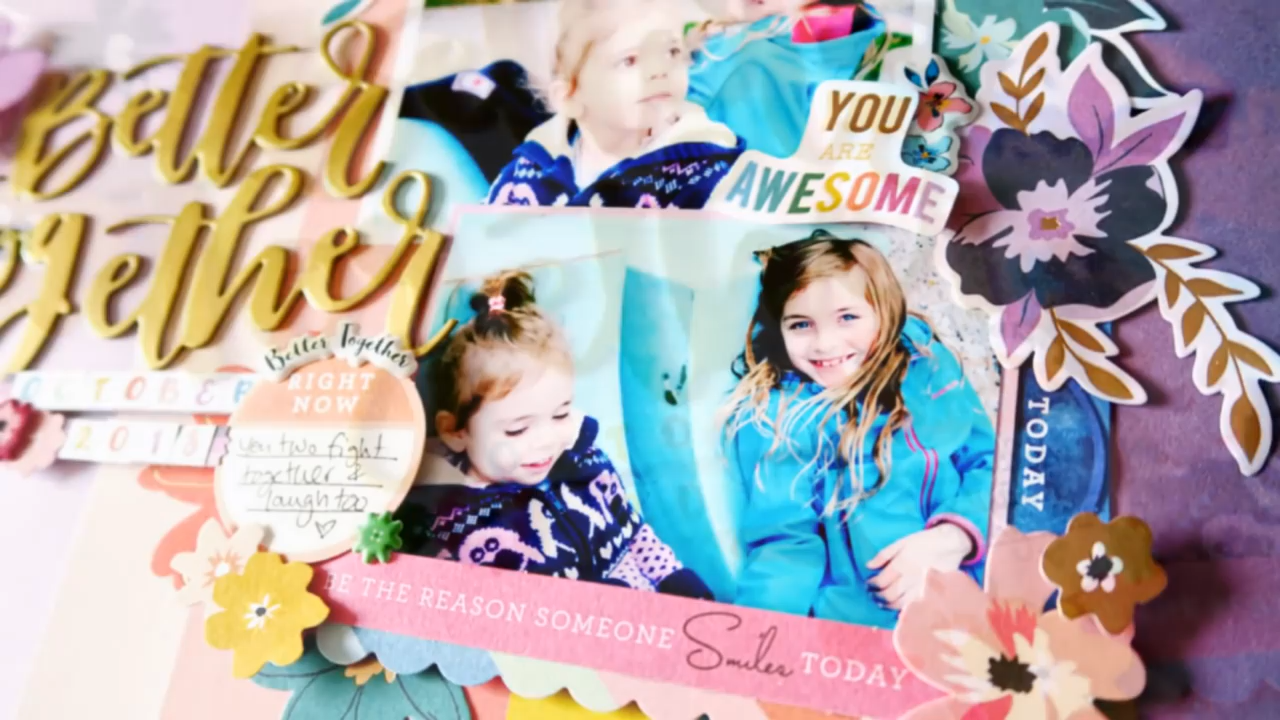 Better
together
YOU
ARE
AWESOME
Better Together
RIGHT
NOW
you two fight
together &
laugh too
OCTOBER
2018
TODAY
BE THE REASON SOMEONE Smiles TODAY